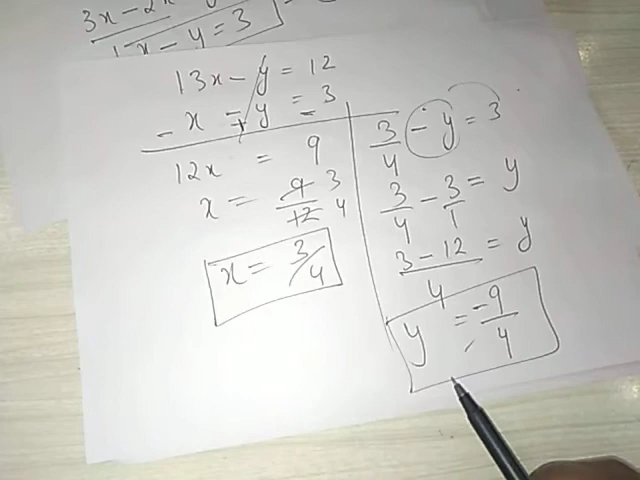 3x - 2x
x - y = 3
13x - y = 12
- x - y = 3
+ -
12x = 9
x = 9/12 3/4
x = 3/4
3/4 - y = 3
3/4 - 3/1 = y
3 - 12/4 = y
y = -9/4